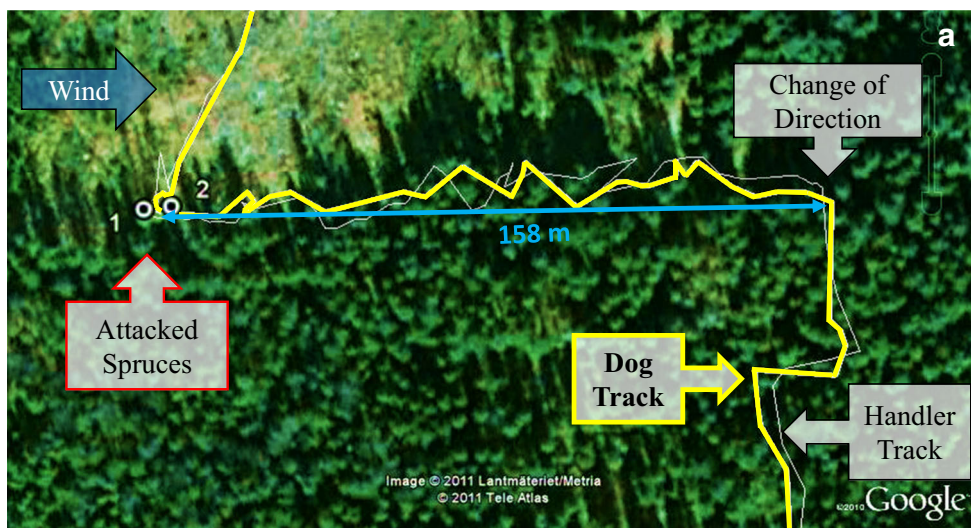 a
Wind
Change of
Direction
1
2
158 m
Attacked
Spruces
Dog
Track
Handler
Track
Image © 2011 Lantmäteriet/Metria
© 2011 Tele Atlas
©2010 Google